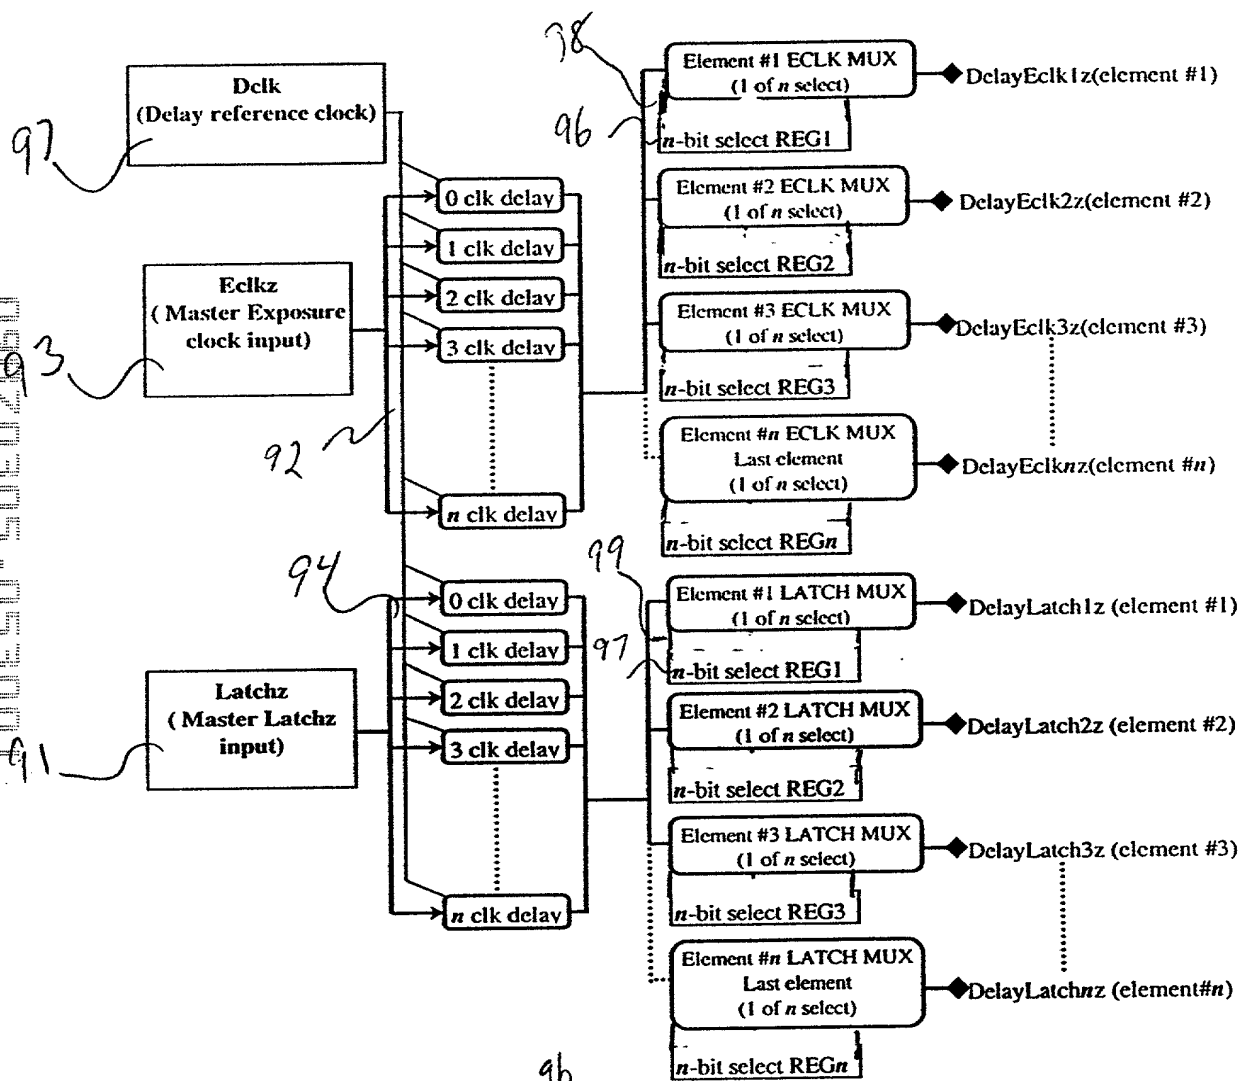 98
Element #1 ECLK MUX
(1 of n select)
DelayEclk1z(element #1)
Dclk
(Delay reference clock)
97
96
n-bit select REG1
0 clk delay
Element #2 ECLK MUX
(1 of n select)
DelayEclk2z(element #2)
1 clk delay
n-bit select REG2
Eclkz
( Master Exposure
clock input)
93
2 clk delay
3 clk delay
Element #3 ECLK MUX
(1 of n select)
DelayEclk3z(element #3)
n-bit select REG3
92
Element #n ECLK MUX
Last element
(1 of n select)
DelayEclknz(element #n)
n clk delay
n-bit select REGn
94
99
0 clk delay
Element #1 LATCH MUX
(1 of n select)
DelayLatch1z (element #1)
1 clk delay
97
n-bit select REG1
Latchz
( Master Latchz
input)
91
2 clk delay
3 clk delay
Element #2 LATCH MUX
(1 of n select)
DelayLatch2z (element #2)
n-bit select REG2
Element #3 LATCH MUX
(1 of n select)
DelayLatch3z (element #3)
n clk delay
n-bit select REG3
Element #n LATCH MUX
Last element
(1 of n select)
DelayLatchnz (element#n)
n-bit select REGn
96